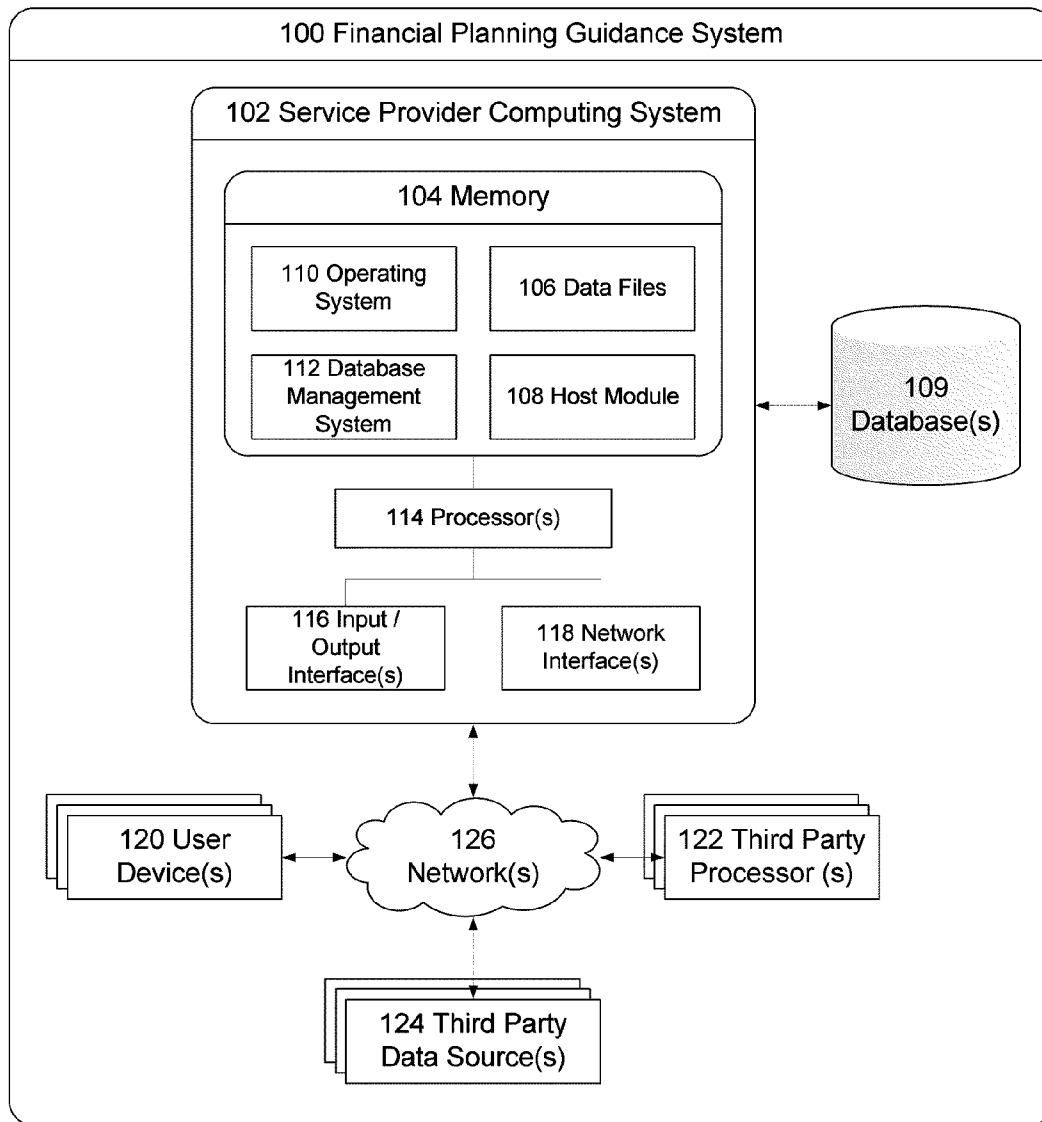 100 Financial Planning Guidance System
102 Service Provider Computing System
104 Memory
110 Operating
System
106 Data Files
112 Database
Management
System
108 Host Module
109
Database(s)
114 Processor(s)
116 Input /
Output
Interface(s)
118 Network
Interface(s)
120 User
Device(s)
126
Network(s)
122 Third Party
Processor (s)
124 Third Party
Data Source(s)